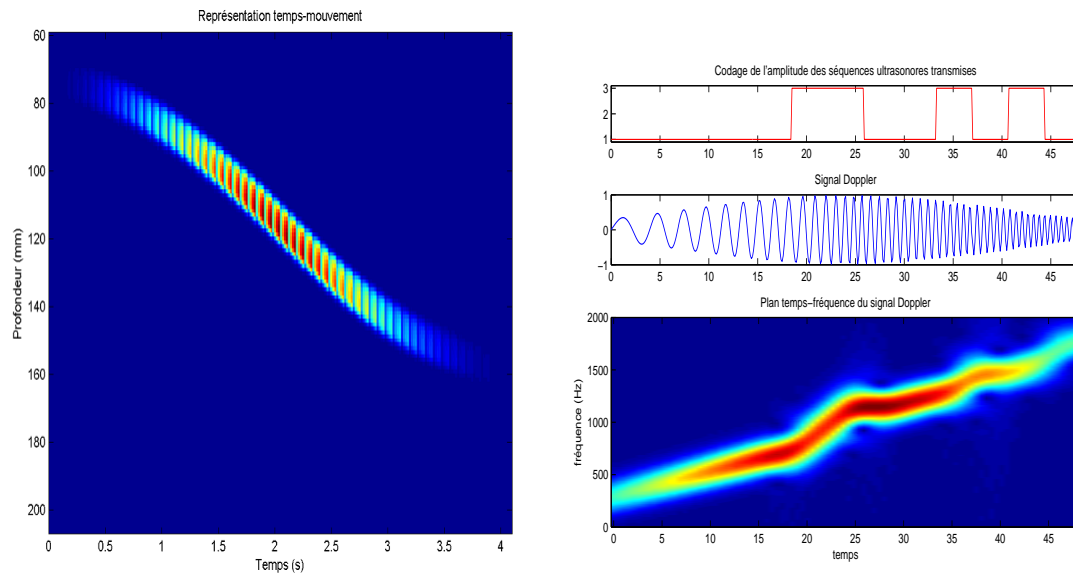 Représentation temps-mouvement
60
80
100
120
140
160
180
200
Profondeur (mm)
0 0.5 1 1.5 2 2.5 3 3.5 4
Temps (s)
Codage de l'amplitude des séquences ultrasonores transmises
3
2
1
0 5 10 15 20 25 30 35 40 45
Signal Doppler
1
0
−1
0 5 10 15 20 25 30 35 40 45
Plan temps−fréquence du signal Doppler
2000
1500
1000
500
0
fréquence (Hz)
0 5 10 15 20 25 30 35 40 45
temps